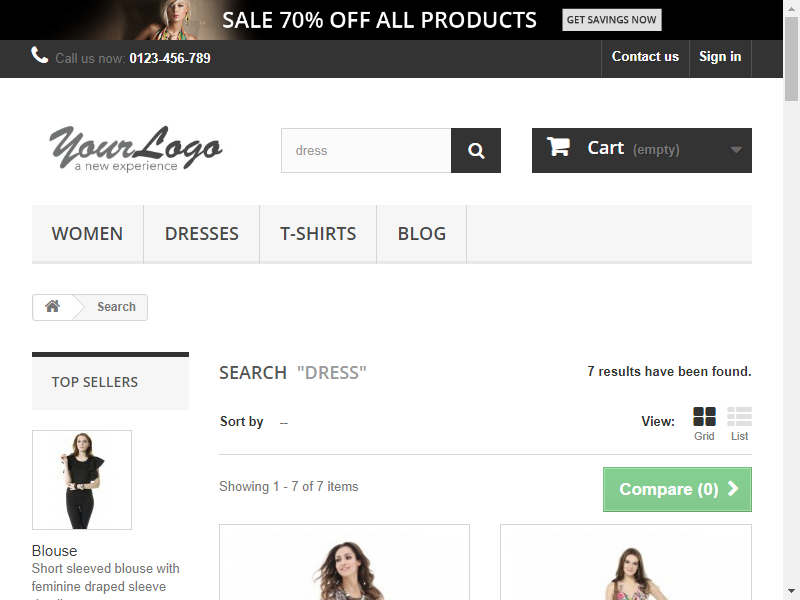 SALE 70% OFF ALL PRODUCTS GET SAVINGS NOW
Call us now: 0123-456-789 Contact us Sign in
YourLogo
a new experience
dress
Cart (empty)
WOMEN DRESSES T-SHIRTS BLOG
Search
TOP SELLERS
SEARCH "DRESS" 7 results have been found.
Sort by -- View: Grid List
Showing 1 - 7 of 7 items Compare (0)
Blouse
Short sleeved blouse with
feminine draped sleeve